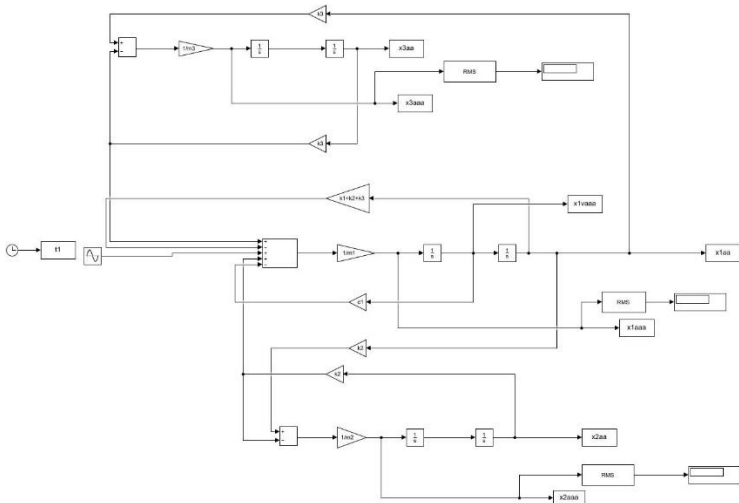 k3
1/m3
1
s
1
s
x3aa
RMS
x3aaa
k3
k1+k2+k3
x1vaaa
t1
1/m1
1
s
1
s
x1aa
c1
RMS
x1aaa
k2
k2
1/m2
1
s
1
s
x2aa
RMS
x2aaa